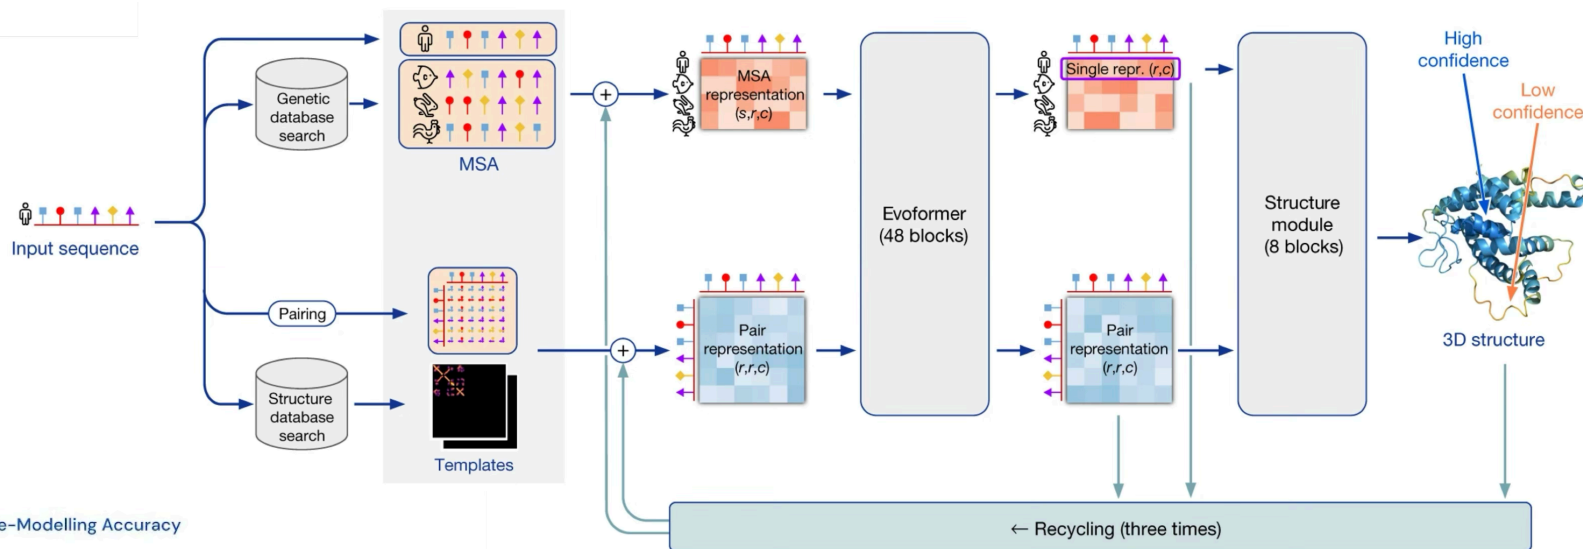 Input sequence
Genetic
database
search
Pairing
Structure
database
search
MSA
Templates
e-Modelling Accuracy
+
+
MSA
representation
(s,r,c)
Pair
representation
(r,r,c)
Evoformer
(48 blocks)
Single repr. (r,c)
Pair
representation
(r,r,c)
Structure
module
(8 blocks)
High
confidence
Low
confidence
3D structure
← Recycling (three times)